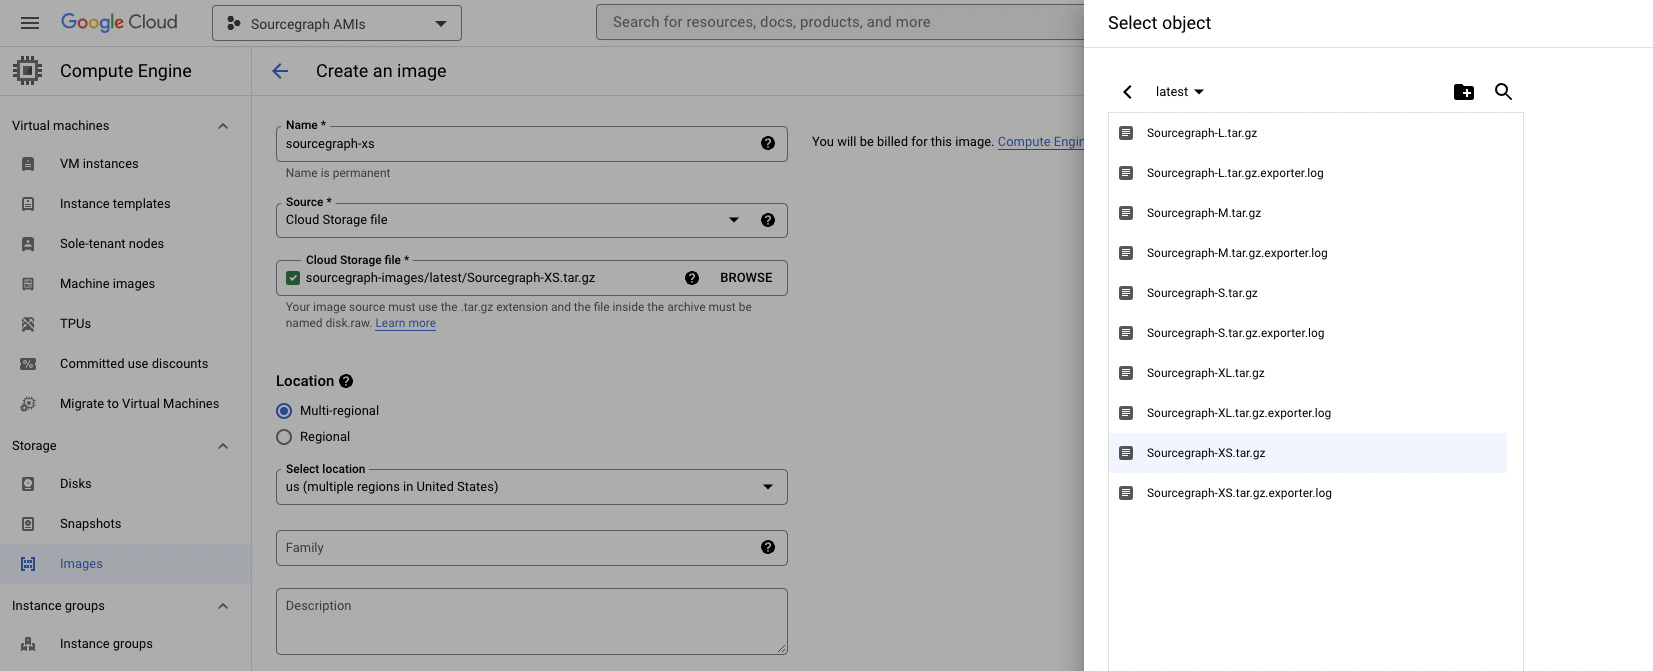 Google Cloud
Sourcegraph AMIs
Search for resources, docs, products, and more
Compute Engine
Virtual machines
VM instances
Instance templates
Sole-tenant nodes
Machine images
TPUs
Committed use discounts
Migrate to Virtual Machines
Storage
Disks
Snapshots
Images
Instance groups
Instance groups
Create an image
Name *
sourcegraph-xs
Name is permanent
Source *
Cloud Storage file
Cloud Storage file *
sourcegraph-images/latest/Sourcegraph-XS.tar.gz
BROWSE
Your image source must use the .tar.gz extension and the file inside the archive must be
named disk.raw. Learn more
Location
Multi-regional
Regional
Select location
us (multiple regions in United States)
Family
Description
You will be billed for this image. Compute Engin
Select object
latest
Sourcegraph-L.tar.gz
Sourcegraph-L.tar.gz.exporter.log
Sourcegraph-M.tar.gz
Sourcegraph-M.tar.gz.exporter.log
Sourcegraph-S.tar.gz
Sourcegraph-S.tar.gz.exporter.log
Sourcegraph-XL.tar.gz
Sourcegraph-XL.tar.gz.exporter.log
Sourcegraph-XS.tar.gz
Sourcegraph-XS.tar.gz.exporter.log